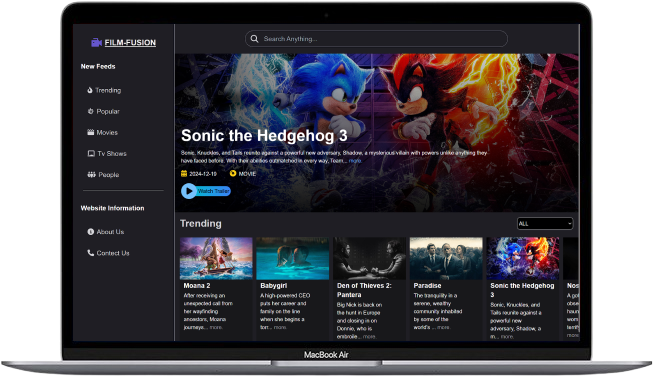 FILM-FUSION
Search Anything...
New Feeds
Trending
Popular
Movies
Tv Shows
People
Website Information
About Us
Contect Us
Sonic the Hedgehog 3
Sonic, Knuckles, and Tails reunite against a powerful new adversary, Shadow, a mysterious villain with powers unlike anything they
have faced before. With their abilities outmatched in every way, Team... more
2024-12-19 MOVIE
Watch Trailer
Trending
ALL
Moana 2
After receiving an
unexpected call from
her wayfinding
ancestors, Moana
journeys... more.
Babygirl
A high-powered CEO
puts her career and
family on the line
when she begins a
torr... more.
Den of Thieves 2:
Pantera
Big Nick is back on
the hunt in Europe
and closing in on
Donnie, who is
embroile... more.
Paradise
The tranquility in a
serene, wealthy
community inhabited
by some of the
world's ... more.
Sonic the Hedgehog
3
Sonic, Knuckles, and
Tails reunite against a
powerful new
adversary, Shadow, a
m... more.
Nos
A go
obse
haun
wom
terrif
MacBook Air